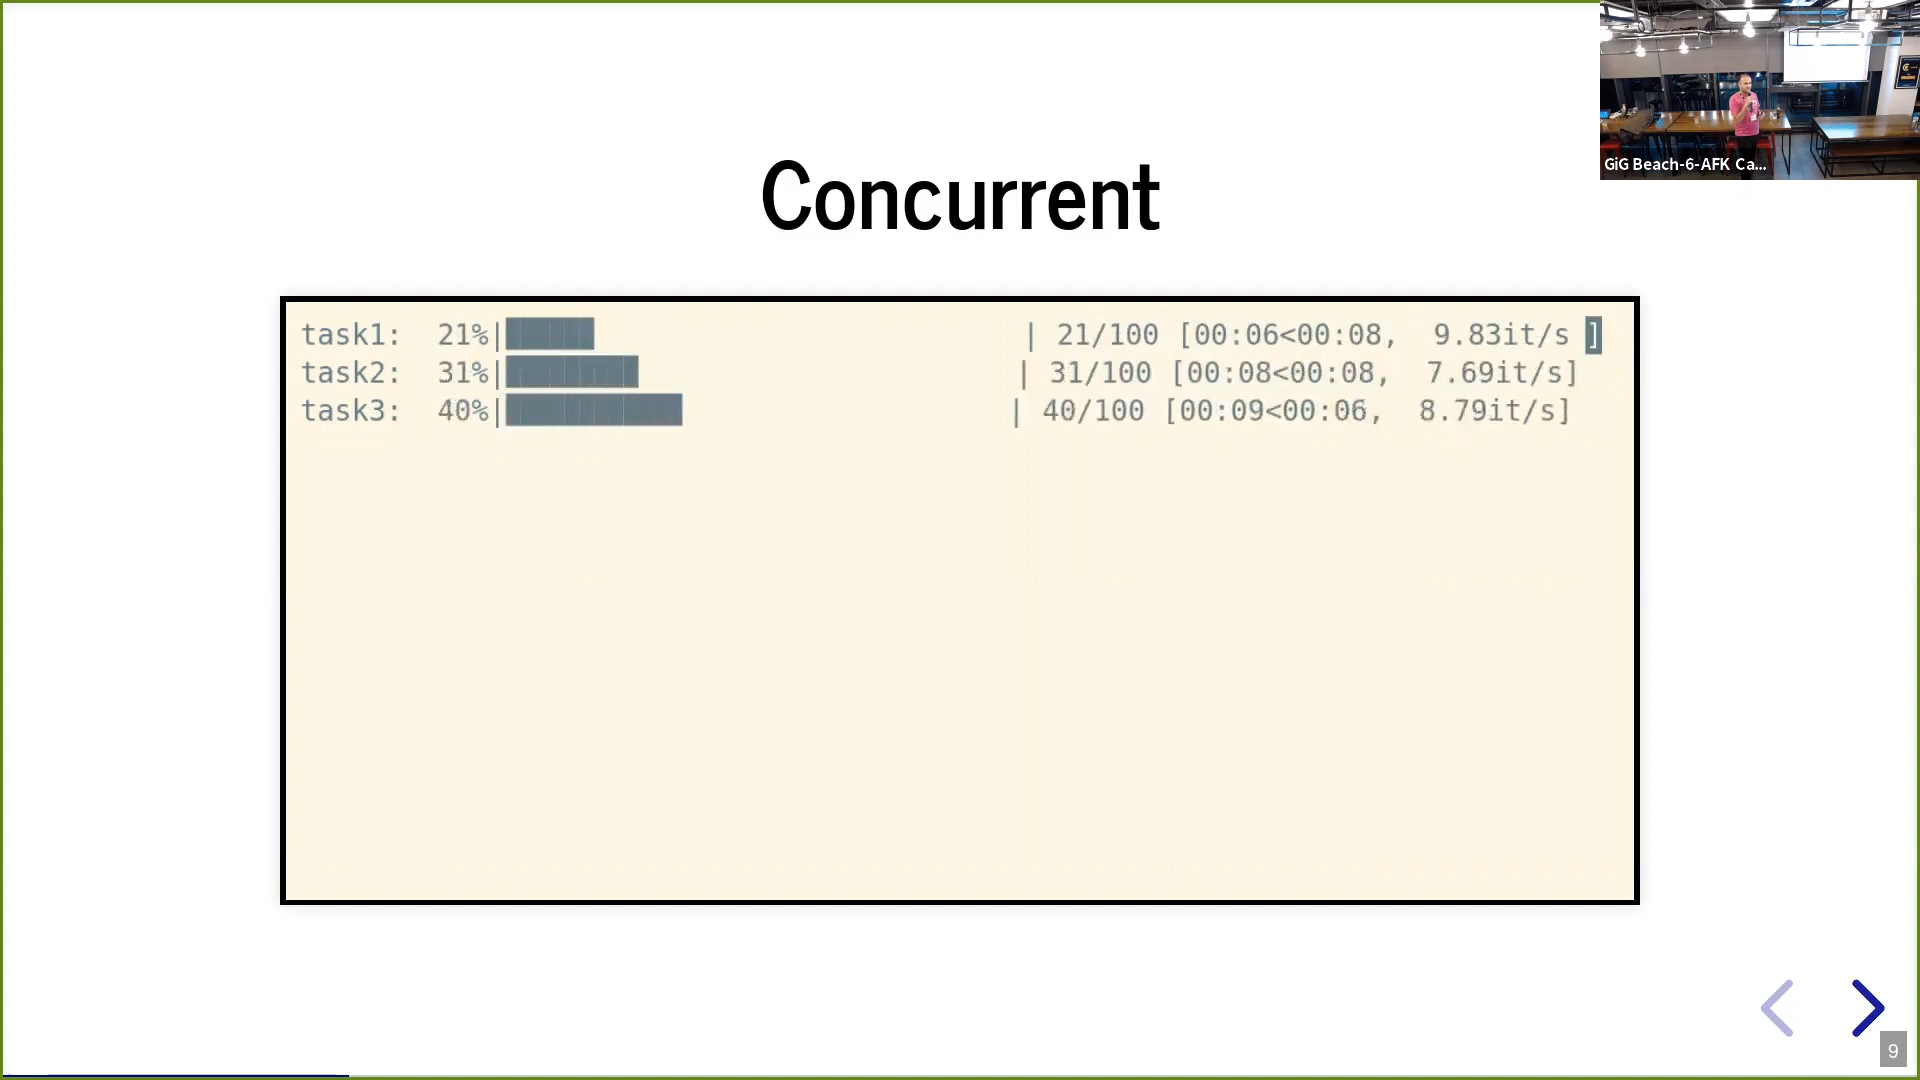 Concurrent
GiG Beach-6-AFK Ca...
task1: 21%| | 21/100 [00:06<00:08, 9.83it/s ]
task2: 31%| | 31/100 [00:08<00:08, 7.69it/s]
task3: 40%| | 40/100 [00:09<00:06, 8.79it/s]
9